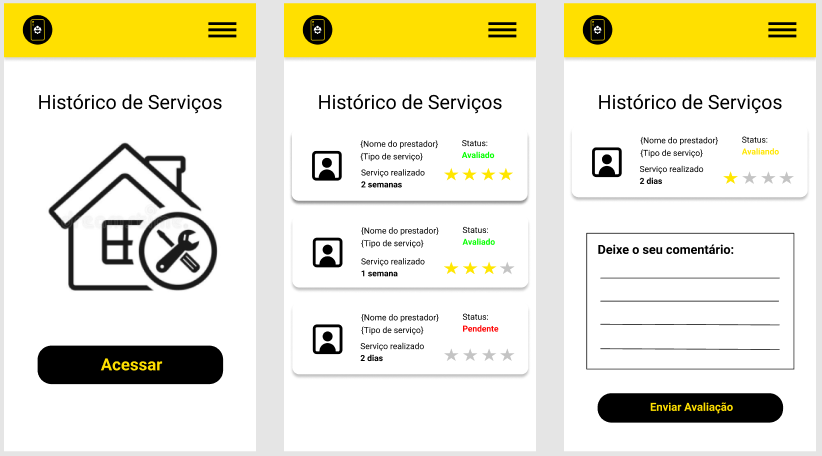 Histórico de Serviços
Acessar
Histórico de Serviços
{Nome do prestador}
{Tipo de serviço}
Serviço realizado
2 semanas
Status:
Avaliado
{Nome do prestador}
{Tipo de serviço}
Serviço realizado
1 semana
Status:
Avaliado
{Nome do prestador}
{Tipo de serviço}
Serviço realizado
2 dias
Status:
Pendente
Histórico de Serviços
{Nome do prestador}
{Tipo de serviço}
Serviço realizado
2 dias
Status:
Avaliando
Deixe o seu comentário:
Enviar Avaliação